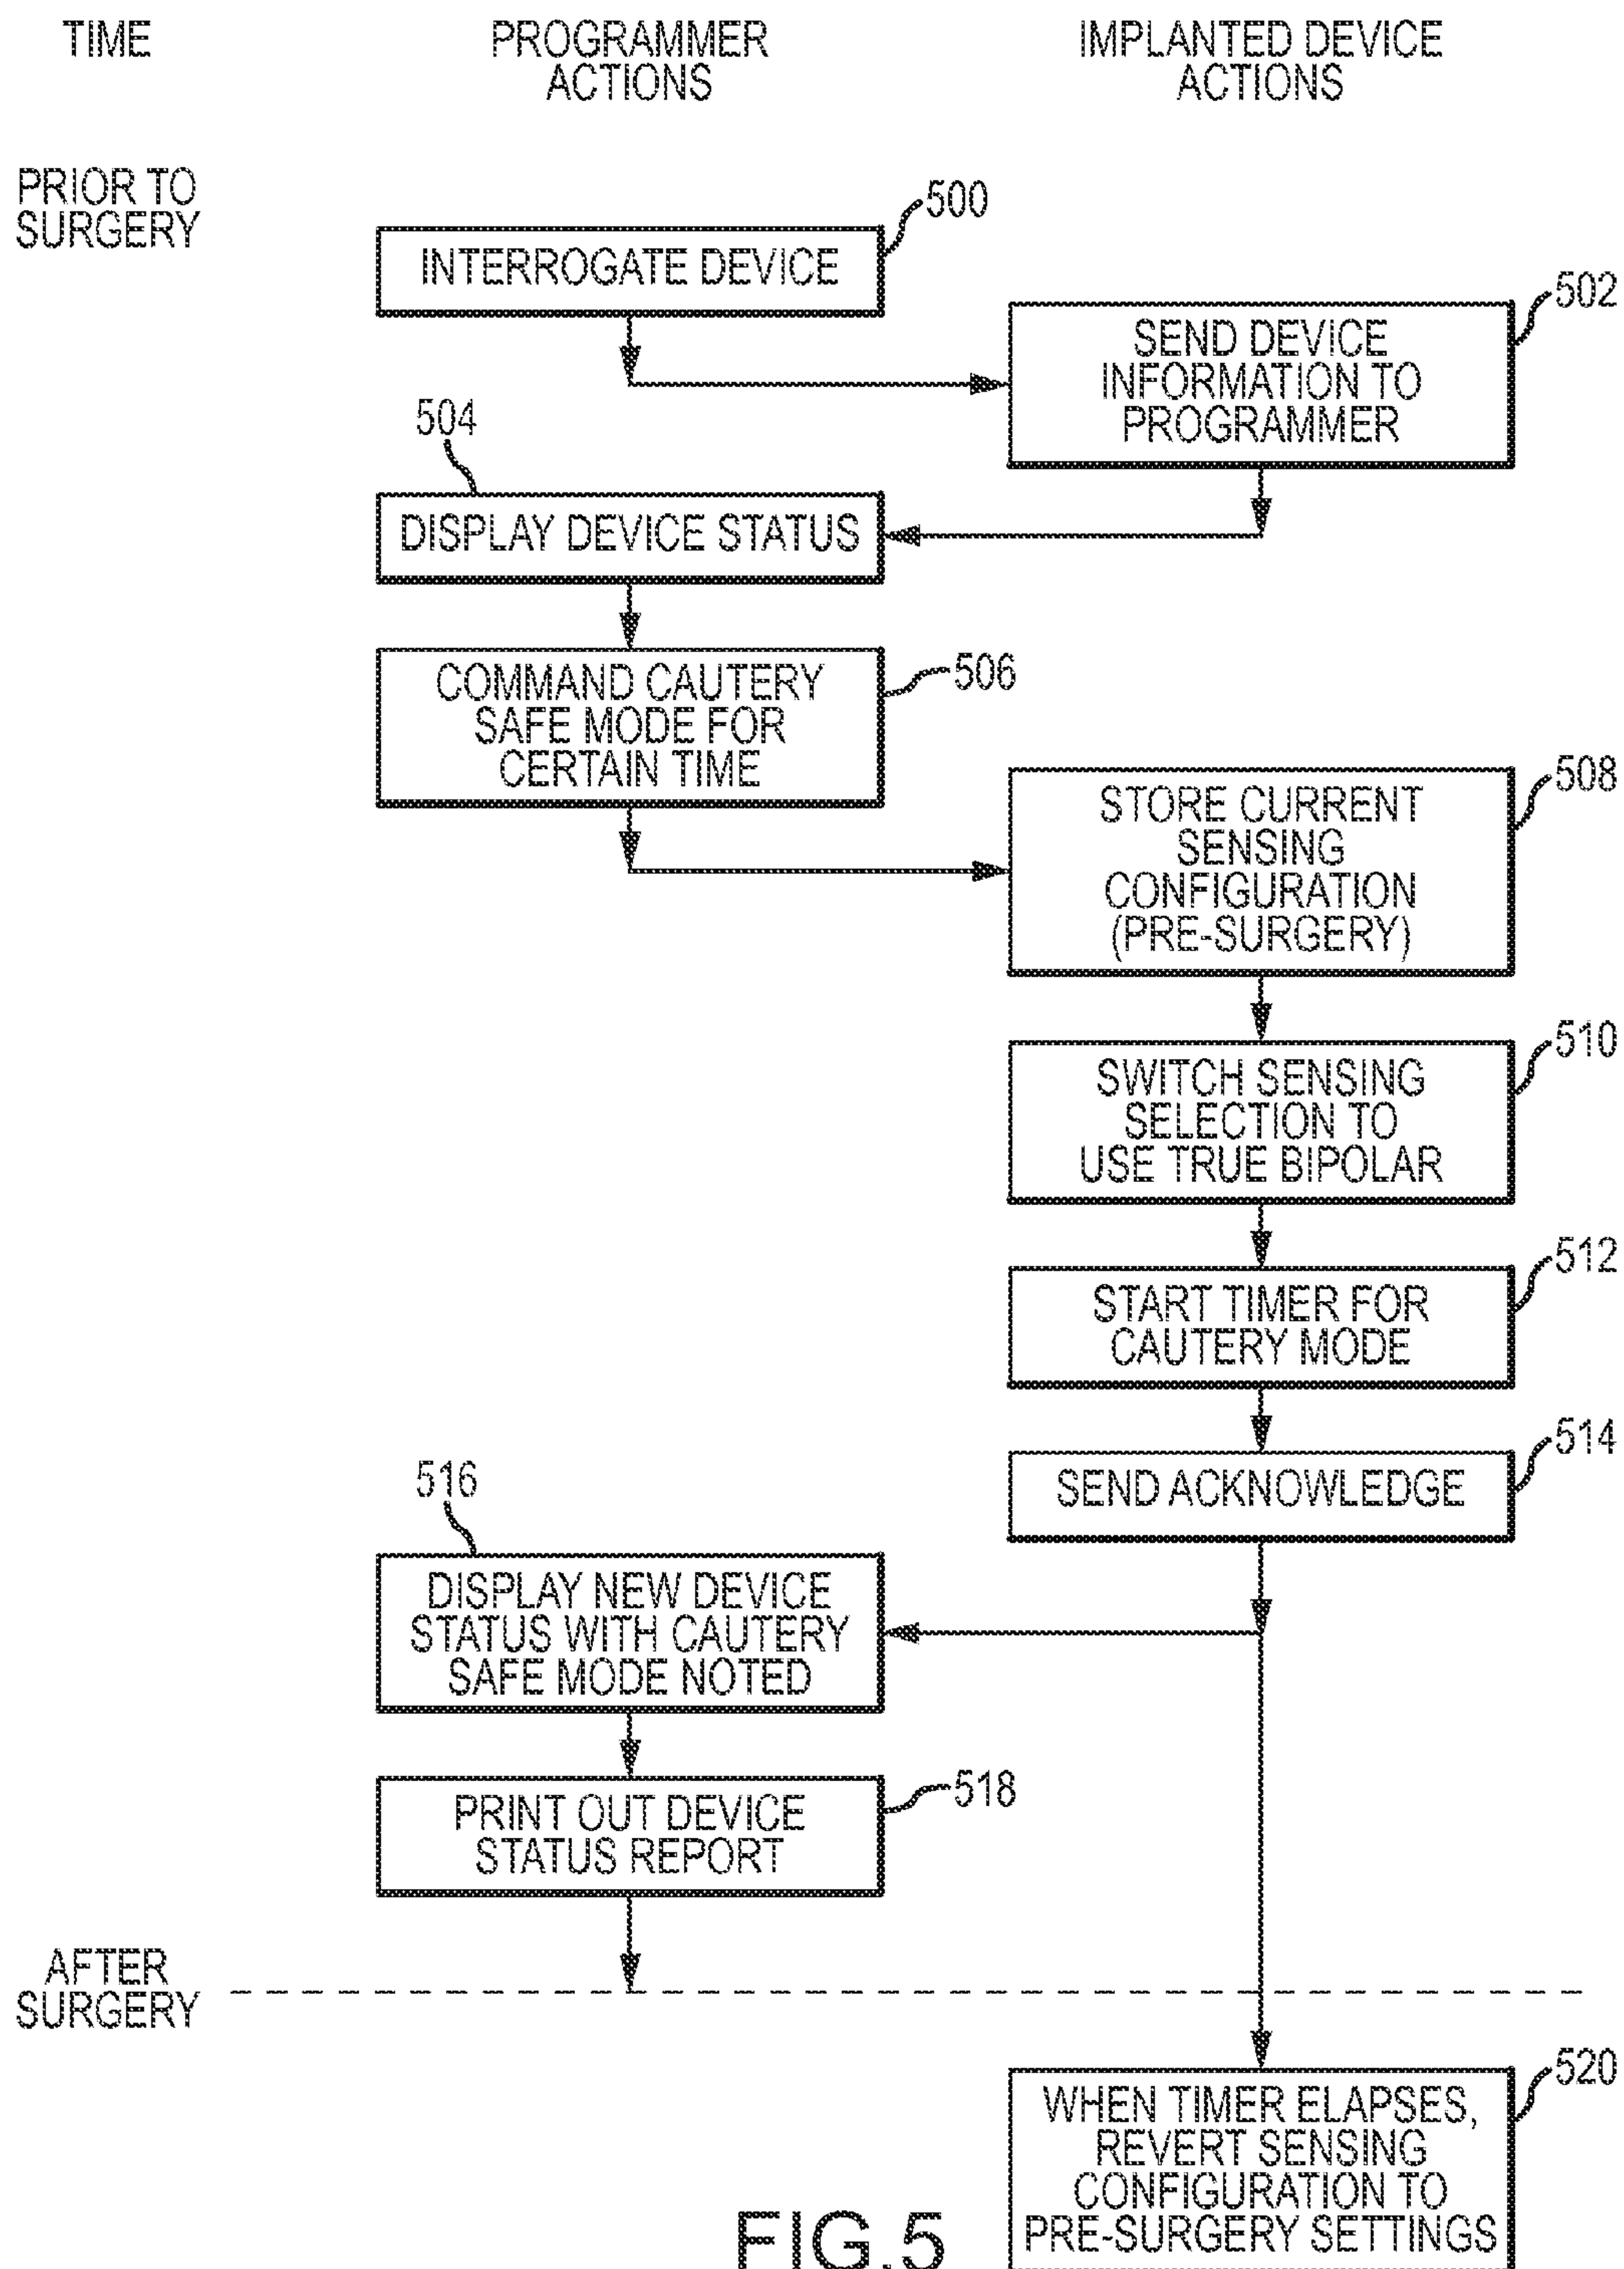 TIME
PROGRAMMER
ACTIONS
IMPLANTED DEVICE
ACTIONS
PRIOR TO
SURGERY
500
INTERROGATE DEVICE
502
SEND DEVICE
INFORMATION TO
PROGRAMMER
504
DISPLAY DEVICE STATUS
506
COMMAND CAUTERY
SAFE MODE FOR
CERTAIN TIME
508
STORE CURRENT
SENSING
CONFIGURATION
(PRE-SURGERY)
510
SWITCH SENSING
SELECTION TO
USE TRUE BIPOLAR
512
START TIMER FOR
CAUTERY MODE
514
SEND ACKNOWLEDGE
516
DISPLAY NEW DEVICE
STATUS WITH CAUTERY
SAFE MODE NOTED
518
PRINT OUT DEVICE
STATUS REPORT
AFTER
SURGERY
520
WHEN TIMER ELAPSES,
REVERT SENSING
CONFIGURATION TO
PRE-SURGERY SETTINGS
FIG.5